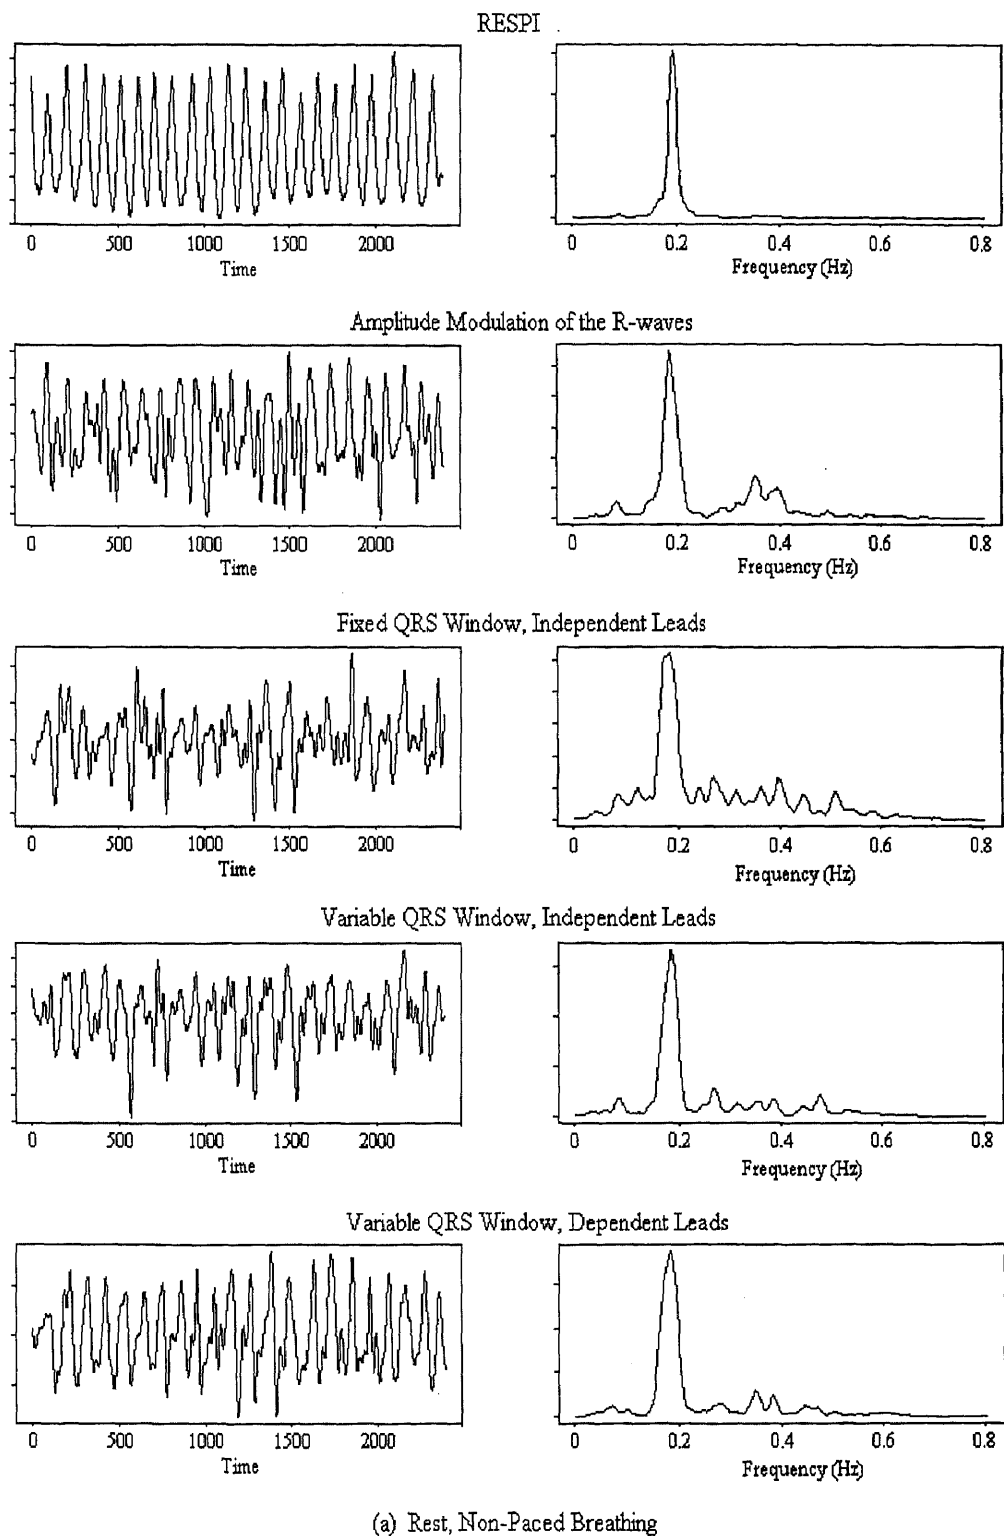 RESPI
0 500 1000 1500 2000
Time
0 0.2 0.4 0.6 0.8
Frequency (Hz)
Amplitude Modulation of the R-waves
0 500 1000 1500 2000
Time
0 0.2 0.4 0.6 0.8
Frequency (Hz)
Fixed QRS Window, Independent Leads
0 500 1000 1500 2000
Time
0 0.2 0.4 0.6 0.8
Frequency (Hz)
Variable QRS Window, Independent Leads
0 500 1000 1500 2000
Time
0 0.2 0.4 0.6 0.8
Frequency (Hz)
Variable QRS Window, Dependent Leads
0 500 1000 1500 2000
Time
0 0.2 0.4 0.6 0.8
Frequency (Hz)
(a) Rest, Non-Paced Breathing